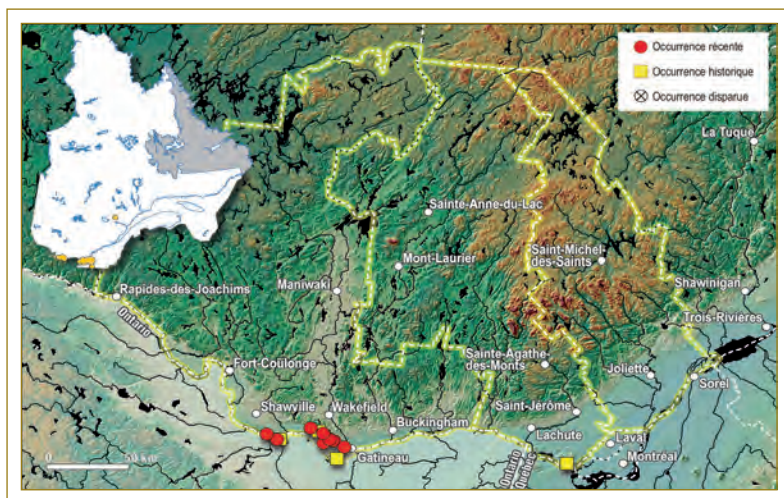 Occurrence récente
Occurrence historique
Occurrence disparue
La Tuque
Sainte-Anne-du-Lac
Saint-Michel-
des-Saints
Mont-Laurier
Maniwaki
Rapides-des-Joachims
Shawinigan
Trois-Rivières
Ontario
Fort-Coulonge
Sainte-Agathe-
des-Monts
Joliette
Sorel
Shawville
Wakefield
Buckingham
Saint-Jérôme
Lachute
Laval
Gatineau
Montréal
Ontario
Québec
0 50 km